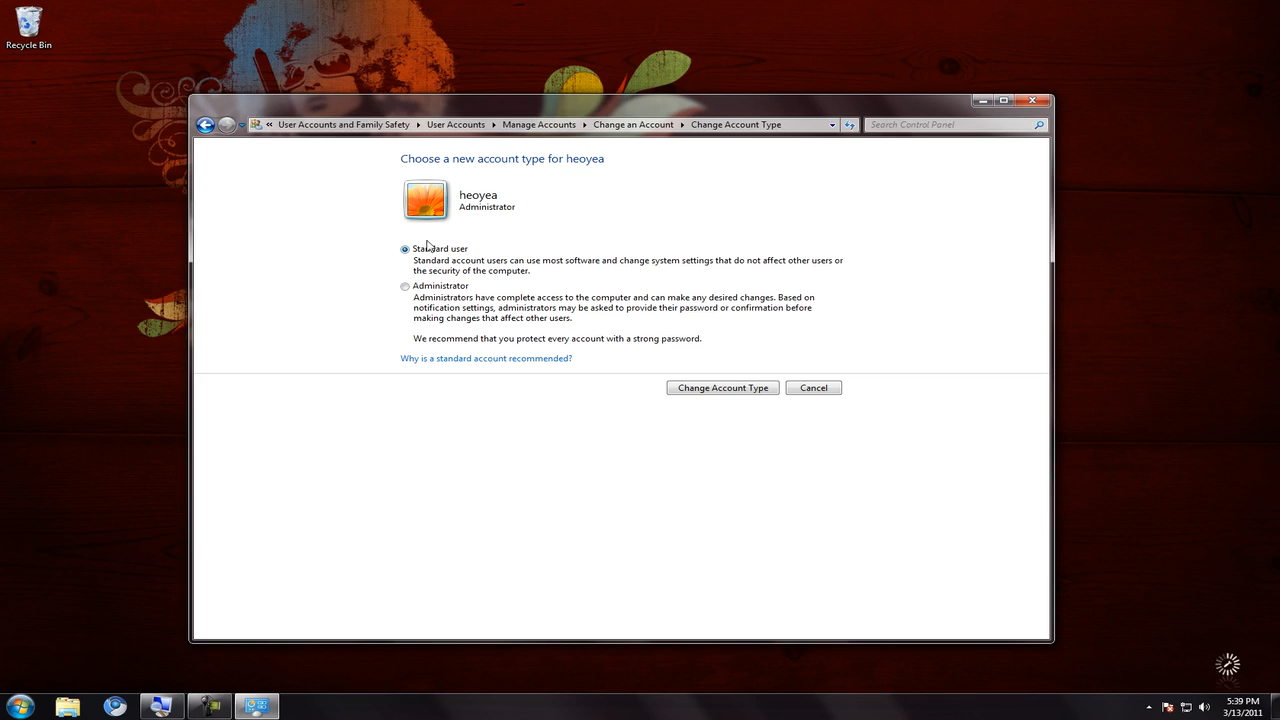 Recycle Bin
« User Accounts and Family Safety ▸ User Accounts ▸ Manage Accounts ▸ Change an Account ▸ Change Account Type
Search Control Panel
Choose a new account type for heoyea
heoyea
Administrator
Standard user
Standard account users can use most software and change system settings that do not affect other users or
the security of the computer.
Administrator
Administrators have complete access to the computer and can make any desired changes. Based on
notification settings, administrators may be asked to provide their password or confirmation before
making changes that affect other users.
We recommend that you protect every account with a strong password.
Why is a standard account recommended?
Change Account Type
Cancel
5:39 PM
3/13/2011